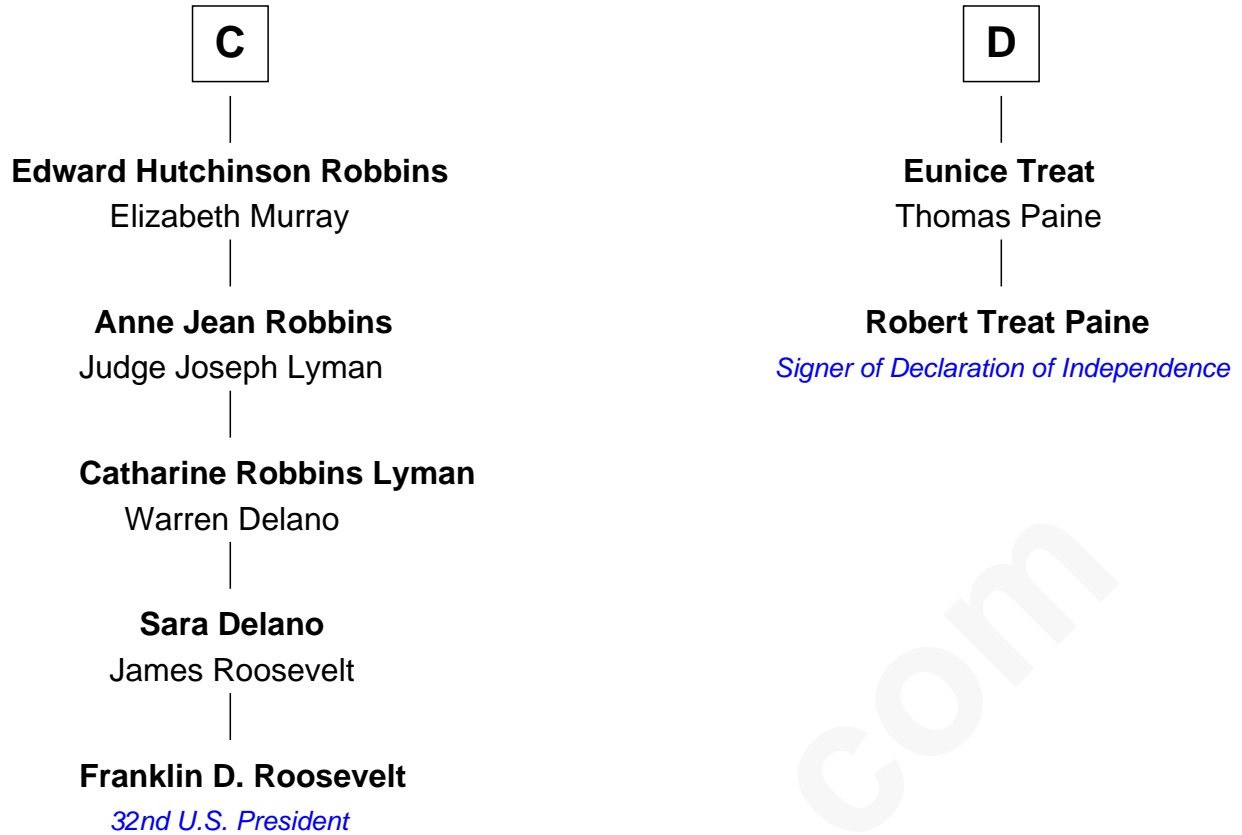 C
Edward Hutchinson Robbins
Elizabeth Murray
Anne Jean Robbins
Judge Joseph Lyman
Catharine Robbins Lyman
Warren Delano
Sara Delano
James Roosevelt
Franklin D. Roosevelt
32nd U.S. President
D
Eunice Treat
Thomas Paine
Robert Treat Paine
Signer of Declaration of Independence
com